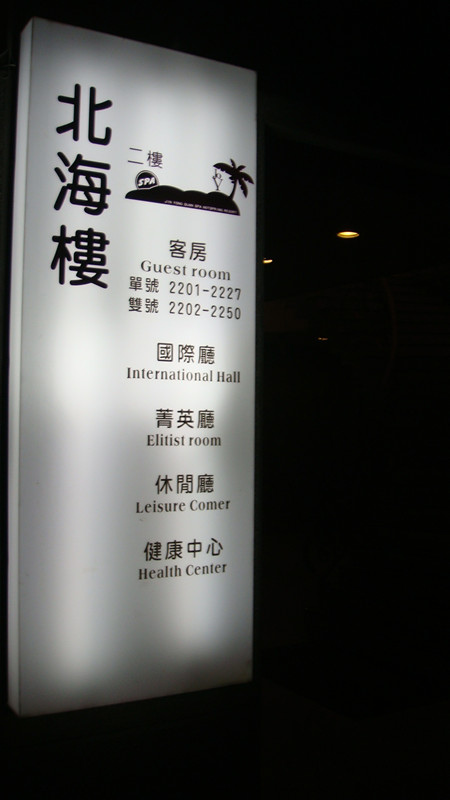 北海樓
二樓
SPA
客房
Guest room
單號 2201-2227
雙號 2202-2250
國際廳
International Hall
菁英廳
Elitist room
休閒廳
Leisure Comer
健康中心
Health Center